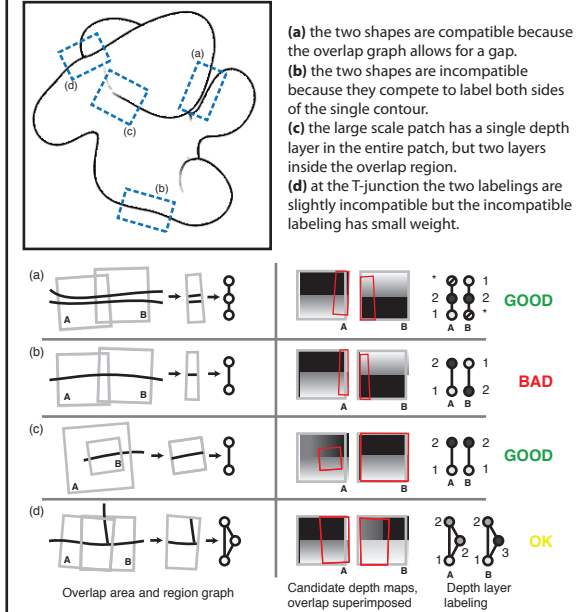 (a) the two shapes are compatible because
the overlap graph allows for a gap.
(b) the two shapes are incompatible
because they compete to label both sides
of the single contour.
(c) the large scale patch has a single depth
layer in the entire patch, but two layers
inside the overlap region.
(d) at the T-junction the two labelings are
slightly incompatible but the incompatible
labeling has small weight.
(a)
(d)
(c)
(b)
(a)
A B
A B
* 1
2 2
1 *
A B
GOOD
(b)
A B
A B
2 1
1 2
A B
BAD
(c)
B
A
A B
2 2
1 1
A B
GOOD
(d)
A B
A B
2 2
2 3
1 1
A B
OK
Overlap area and region graph
Candidate depth maps,
overlap superimposed
Depth layer
labeling